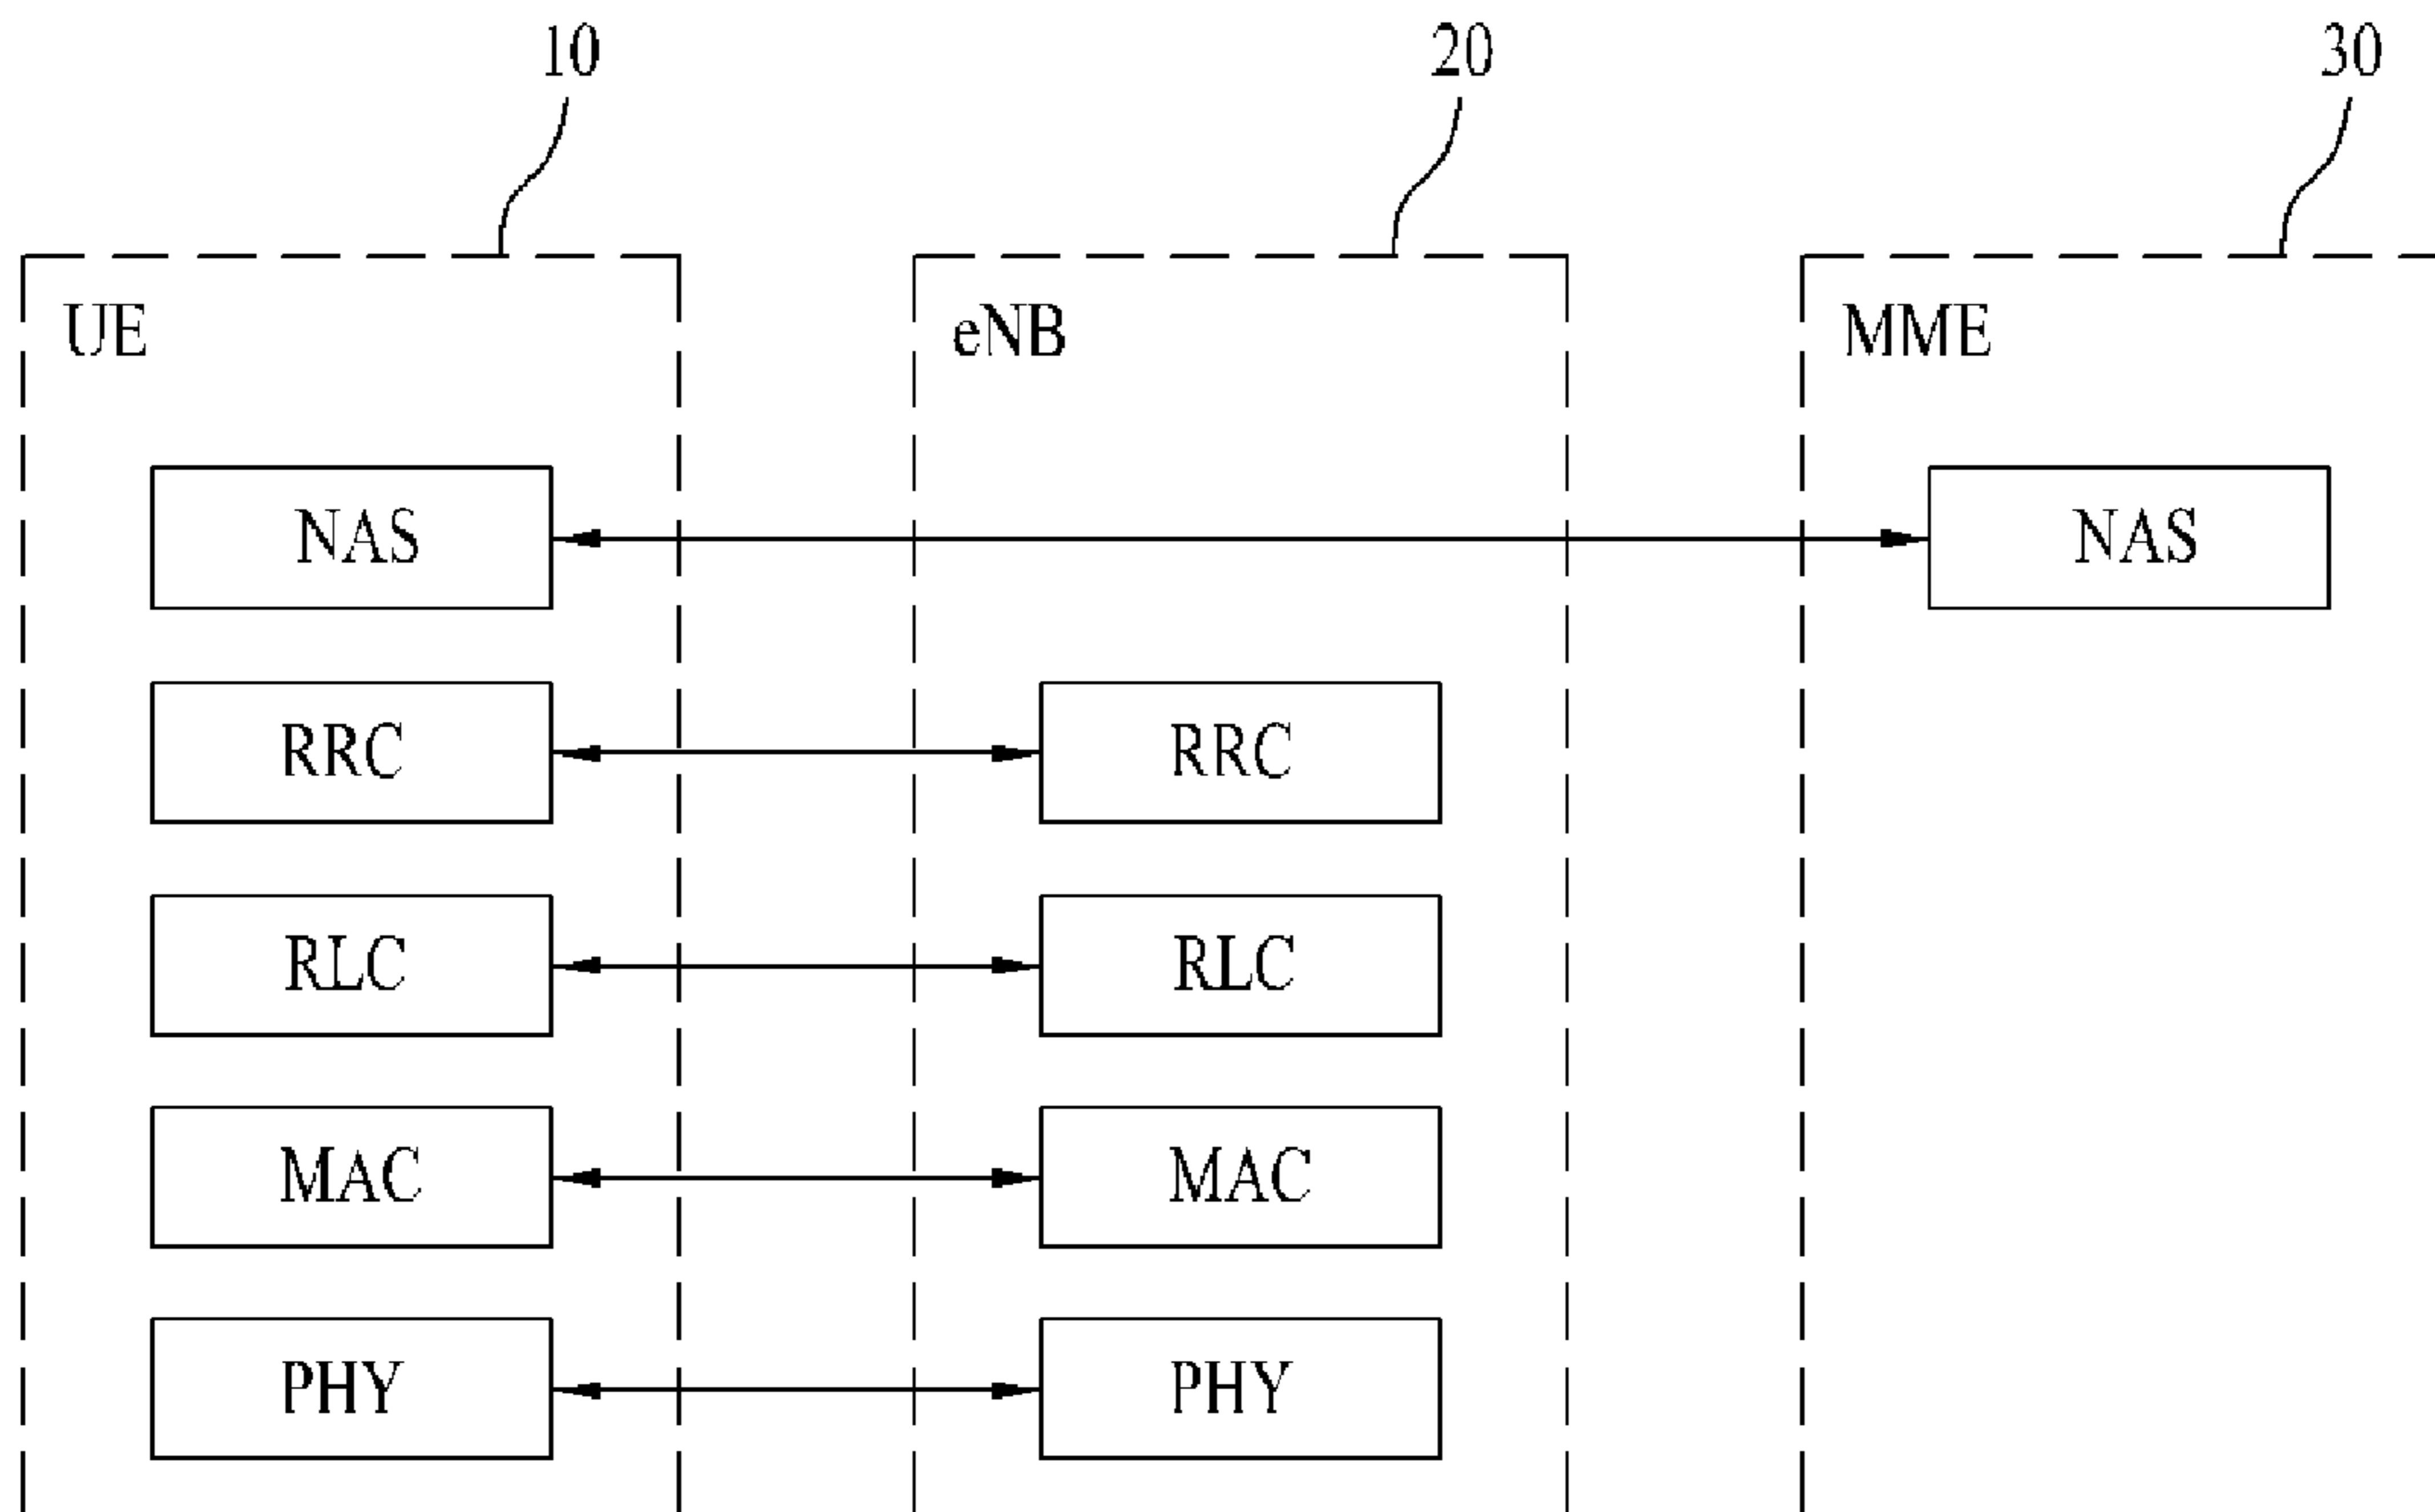 10 20 30
UE eNB MME
NAS NAS
RRC RRC
RLC RLC
MAC MAC
PHY PHY